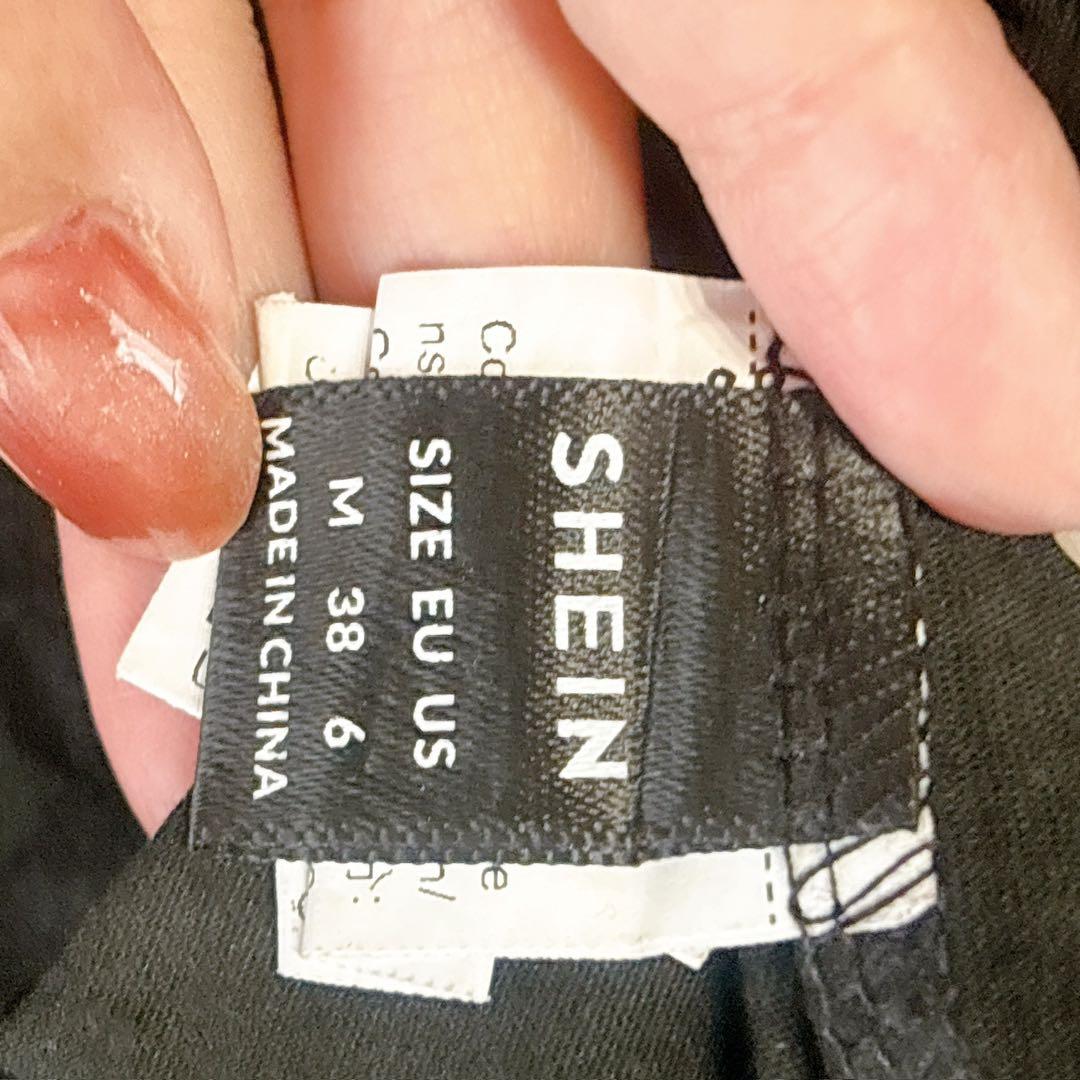 SHEIN
SIZE EU US
M 38 6
MADE IN CHINA